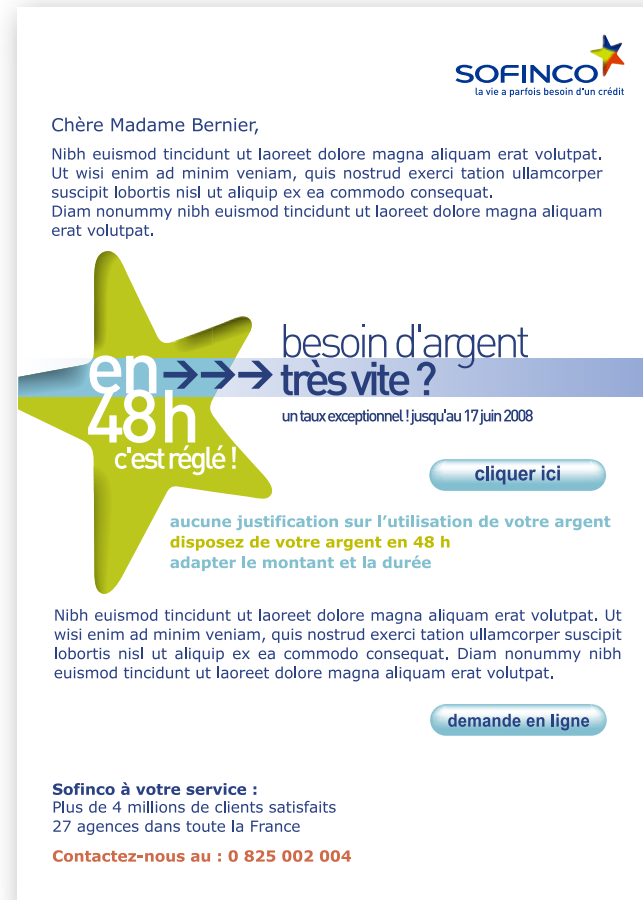 SOFINCO
la vie a parfois besoin d'un crédit
Chère Madame Bernier,
Nibh euismod tincidunt ut laoreet dolore magna aliquam erat volutpat.
Ut wisi enim ad minim veniam, quis nostrud exerci tation ullamcorper
suscipit lobortis nisl ut aliquip ex ea commodo consequat.
Diam nonummy nibh euismod tincidunt ut laoreet dolore magna aliquam
erat volutpat.
en
48h
c'est réglé !
besoin d'argent
très vite ?
un taux exceptionnel ! jusqu'au 17 juin 2008
cliquer ici
aucune justification sur l'utilisation de votre argent
disposez de votre argent en 48 h
adapter le montant et la durée
Nibh euismod tincidunt ut laoreet dolore magna aliquam erat volutpat. Ut
wisi enim ad minim veniam, quis nostrud exerci tation ullamcorper suscipit
lobortis nisl ut aliquip ex ea commodo consequat. Diam nonummy nibh
euismod tincidunt ut laoreet dolore magna aliquam erat volutpat.
demande en ligne
Sofinco à votre service :
Plus de 4 millions de clients satisfaits
27 agences dans toute la France
Contactez-nous au : 0 825 002 004